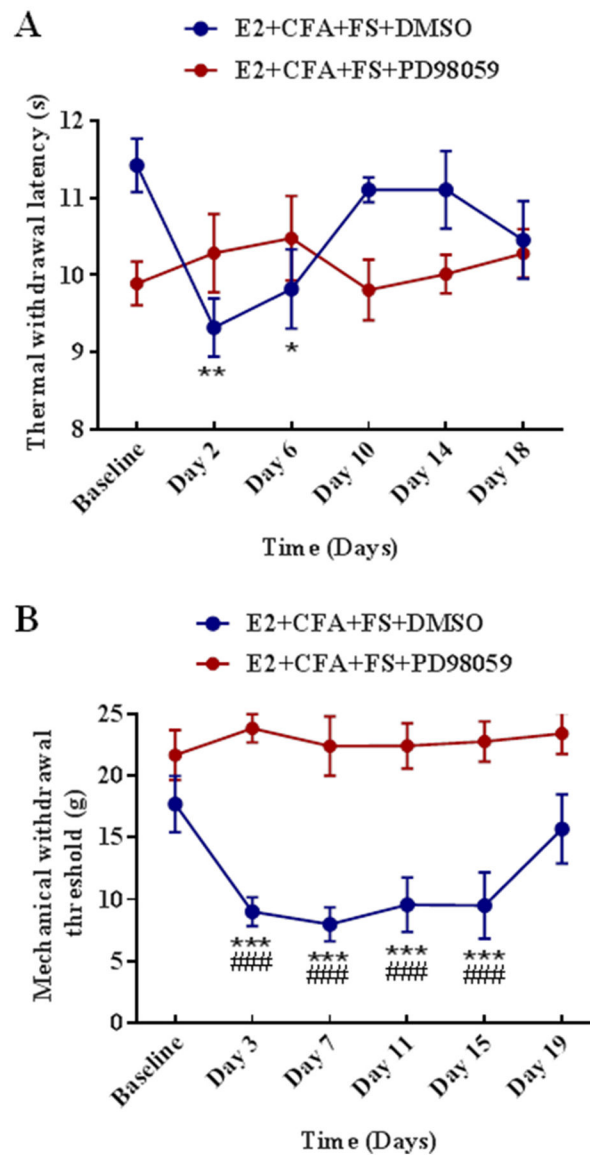 A
E2+CFA+FS+DMSO
E2+CFA+FS+PD98059
Thermal withdrawal latency (s)
12
11
10
9
8
**
*
Baseline
Day 2
Day 6
Day 10
Day 14
Day 18
Time (Days)
B
E2+CFA+FS+DMSO
E2+CFA+FS+PD98059
Mechanical withdrawal
threshold (g)
25
20
15
10
5
0
***
###
***
###
***
###
***
###
Baseline
Day 3
Day 7
Day 11
Day 15
Day 19
Time (Days)